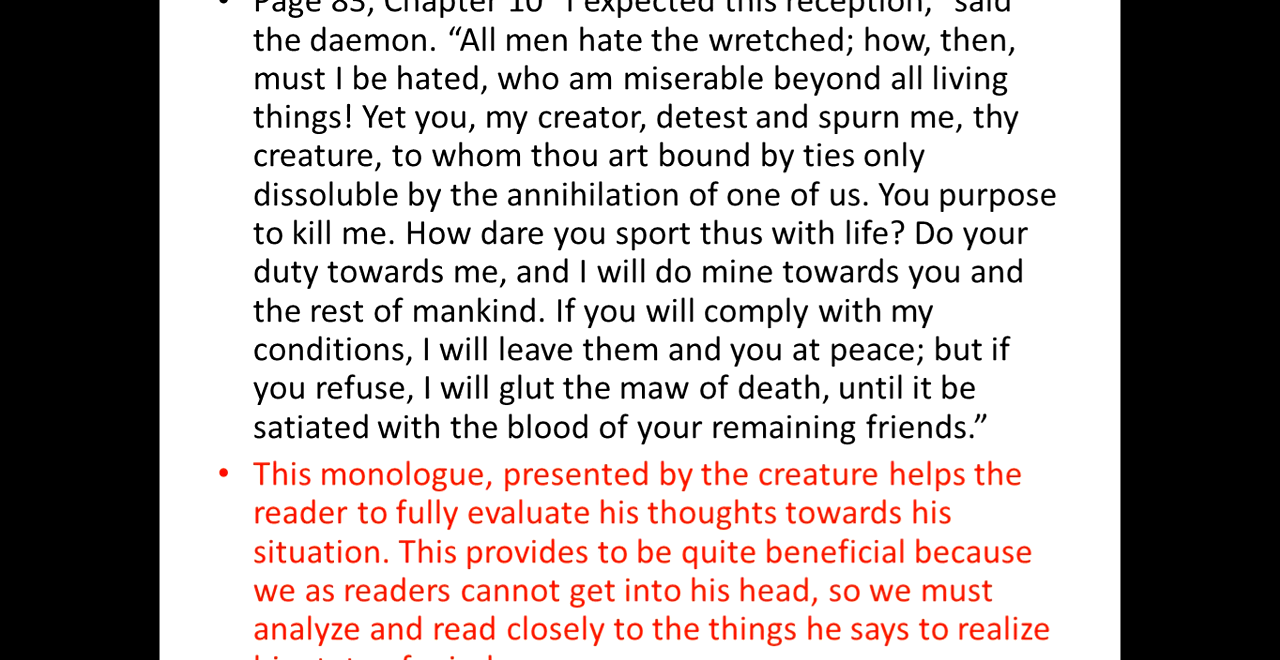 • Page 83, Chapter 10 "I expected this reception," said
the daemon. “All men hate the wretched; how, then,
must I be hated, who am miserable beyond all living
things! Yet you, my creator, detest and spurn me, thy
creature, to whom thou art bound by ties only
dissoluble by the annihilation of one of us. You purpose
to kill me. How dare you sport thus with life? Do your
duty towards me, and I will do mine towards you and
the rest of mankind. If you will comply with my
conditions, I will leave them and you at peace; but if
you refuse, I will glut the maw of death, until it be
satiated with the blood of your remaining friends.”
• This monologue, presented by the creature helps the
reader to fully evaluate his thoughts towards his
situation. This provides to be quite beneficial because
we as readers cannot get into his head, so we must
analyze and read closely to the things he says to realize